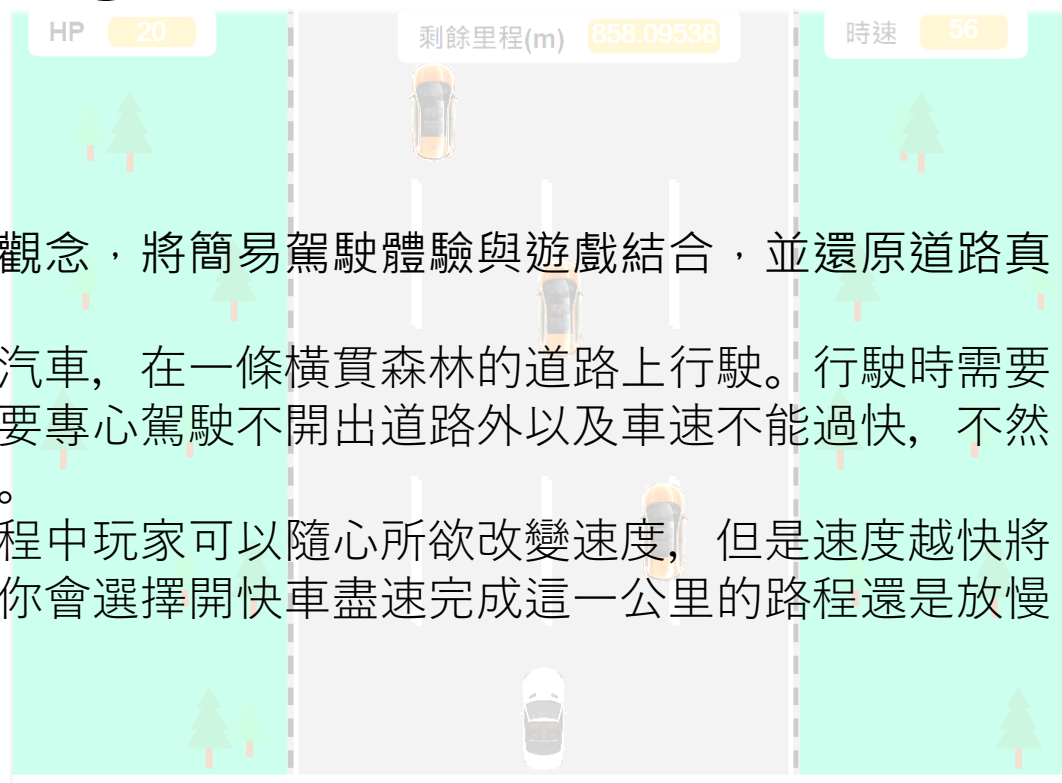 HP 20 剩餘里程(m) 858.09538 時速 56
觀念，將簡易駕駛體驗與遊戲結合，並還原道路真
汽車, 在一條橫貫森林的道路上行駛。行駛時需要
要專心駕駛不開出道路外以及車速不能過快, 不然
。
程中玩家可以隨心所欲改變速度, 但是速度越快將
你會選擇開快車盡速完成這一公里的路程還是放慢